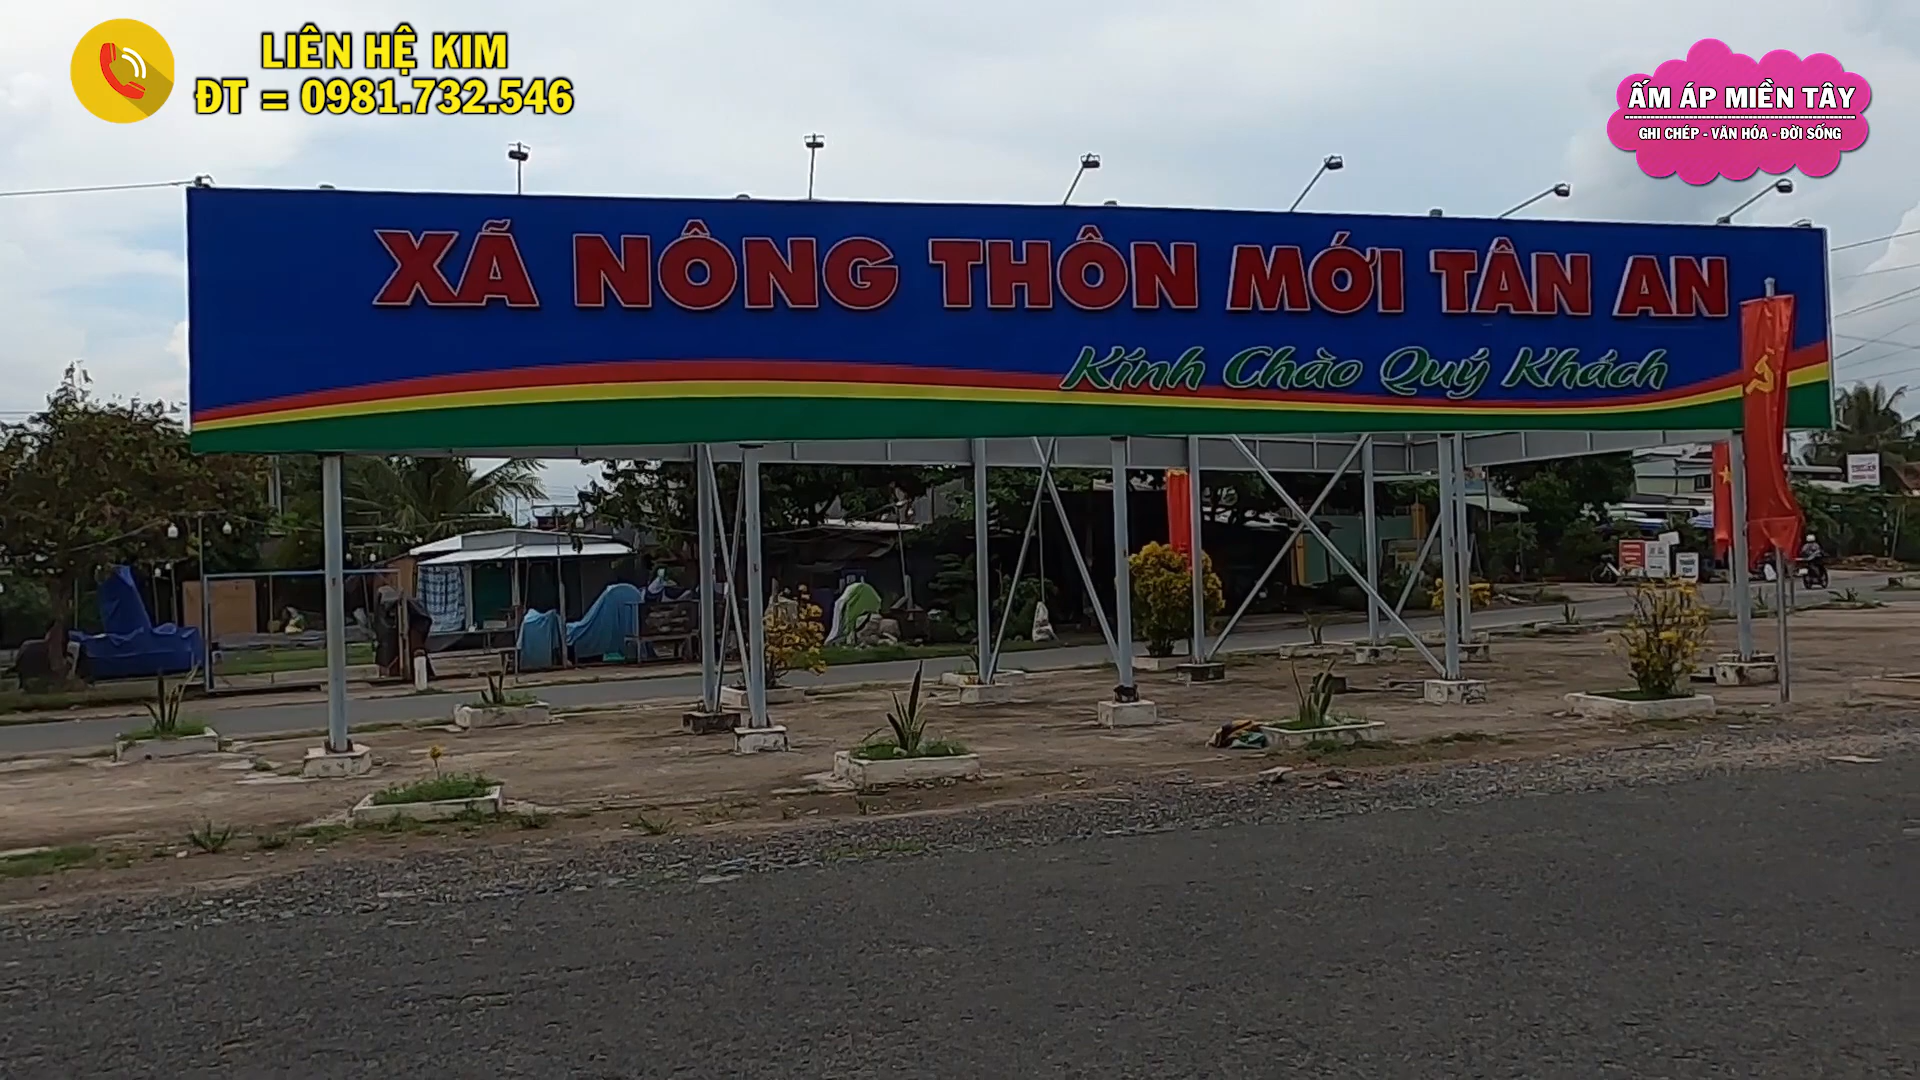 LIÊN HỆ KIM
ĐT = 0981.732.546
ẤM ÁP MIỀN TÂY
GHI CHÉP - VĂN HÓA - ĐỜI SỐNG
XÃ NÔNG THÔN MỚI TÂN AN
Kính Chào Quý Khách